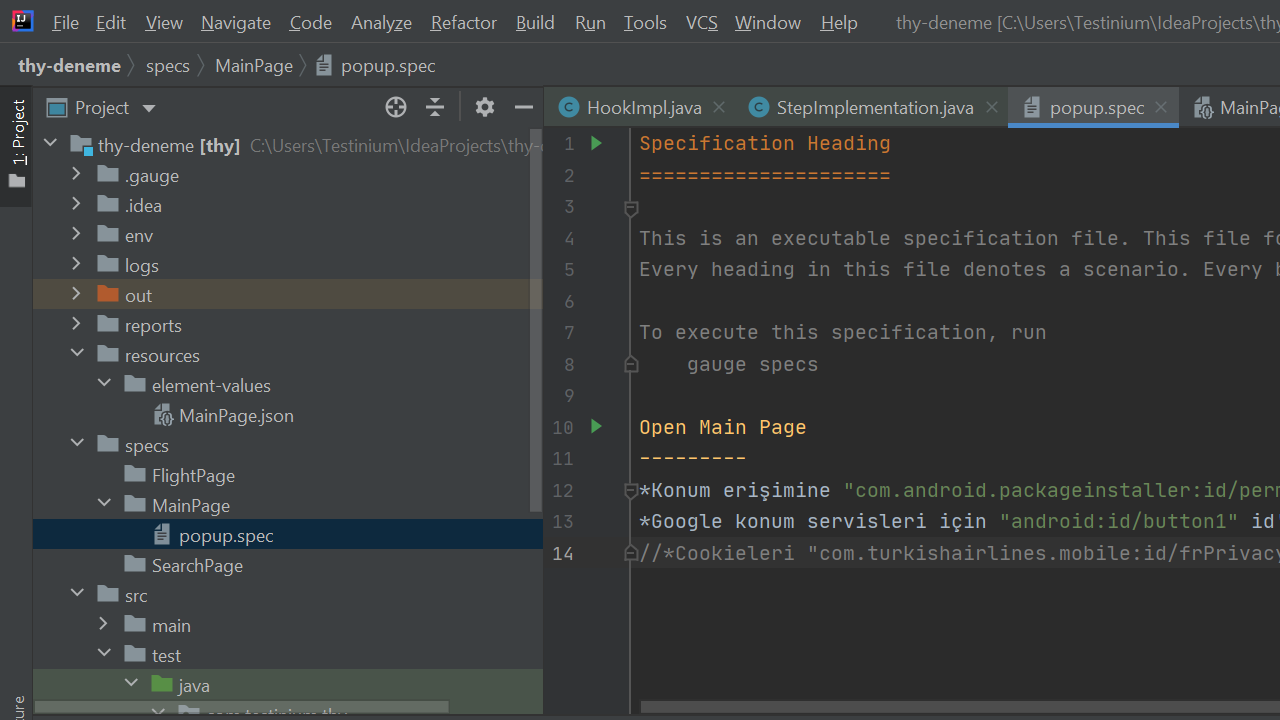 File Edit View Navigate Code Analyze Refactor Build Run Tools VCS Window Help thy-deneme [C:\Users\Testinium\IdeaProjects\thy
thy-deneme specs MainPage popup.spec
1: Project
Project
HookImpl.java StepImplementation.java popup.spec MainPa
thy-deneme [thy] C:\Users\Testinium\IdeaProjects\thy-
.gauge
.idea
env
logs
out
reports
resources
element-values
MainPage.json
specs
FlightPage
MainPage
popup.spec
SearchPage
src
main
test
java
com.testinium.thy
1 Specification Heading
2 =====================
3
4 This is an executable specification file. This file fo
5 Every heading in this file denotes a scenario. Every b
6
7 To execute this specification, run
8 gauge specs
9
10 Open Main Page
11 ---------
12 *Konum erişimine "com.android.packageinstaller:id/perm
13 *Google konum servisleri için "android:id/button1" id
14 //*Cookieleri "com.turkishairlines.mobile:id/frPrivacy
ture